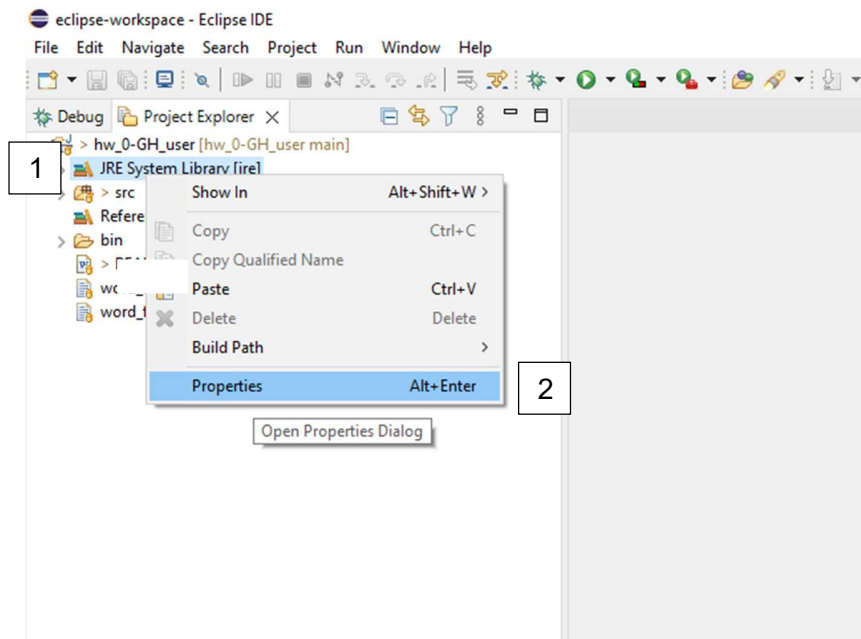 eclipse-workspace - Eclipse IDE
File Edit Navigate Search Project Run Window Help
Debug Project Explorer
> hw_0-GH_user [hw_0-GH_user main]
1
JRE System Library [jre]
> src
Refere
bin
>
word_f
Show In Alt+Shift+W >
Copy Ctrl+C
Copy Qualified Name
Paste Ctrl+V
Delete Delete
Build Path >
Properties Alt+Enter
2
Open Properties Dialog